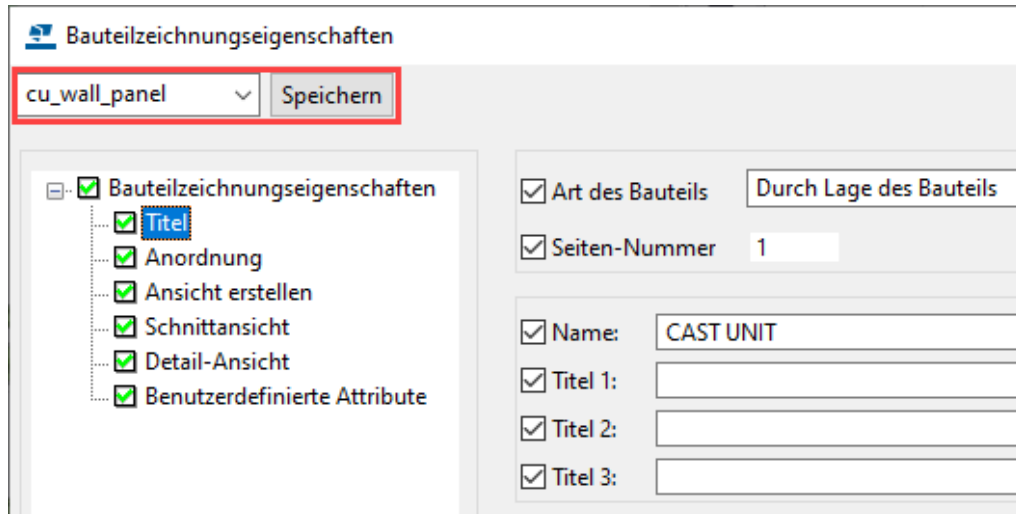 Bauteilzeichnungseigenschaften
cu_wall_panel Speichern
Bauteilzeichnungseigenschaften
Titel
Anordnung
Ansicht erstellen
Schnittansicht
Detail-Ansicht
Benutzerdefinierte Attribute
Art des Bauteils Durch Lage des Bauteils
Seiten-Nummer 1
Name: CAST UNIT
Titel 1:
Titel 2:
Titel 3: